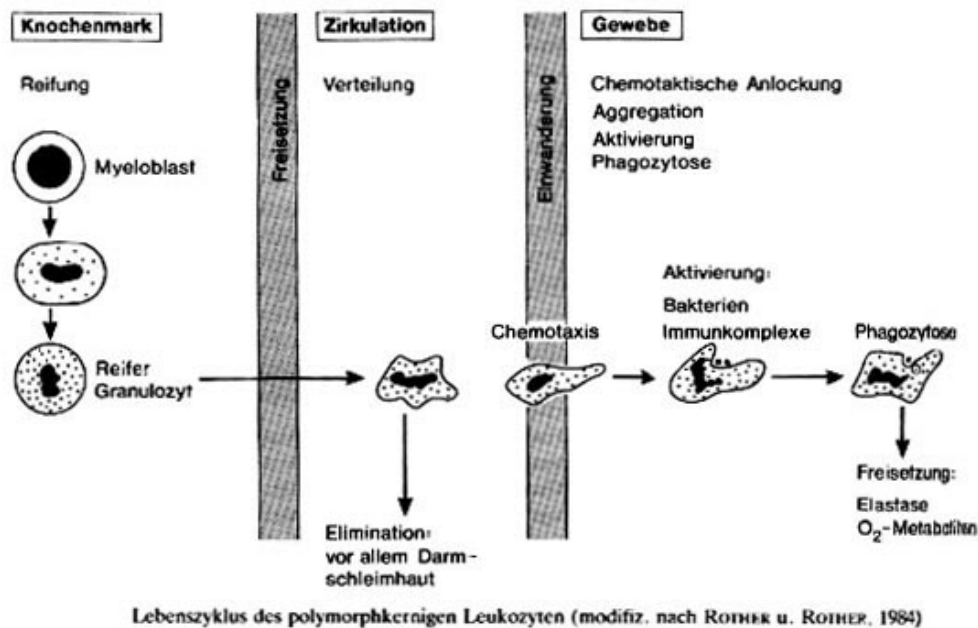 Knochenmark
Reifung
Myeloblast
Reifer
Granulozyt
Freisetzung
Zirkulation
Verteilung
Elimination:
vor allem Darm-
schleimhaut
Einwanderung
Gewebe
Chemotaktische Anlockung
Aggregation
Aktivierung
Phagozytose
Chemotaxis
Aktivierung:
Bakterien
Immunkomplexe
Phagozytose
Freisetzung:
Elastase
O₂-Metaboliten
Lebenszyklus des polymorphkernigen Leukozyten (modifiz. nach ROTHER u. ROTHER, 1984)